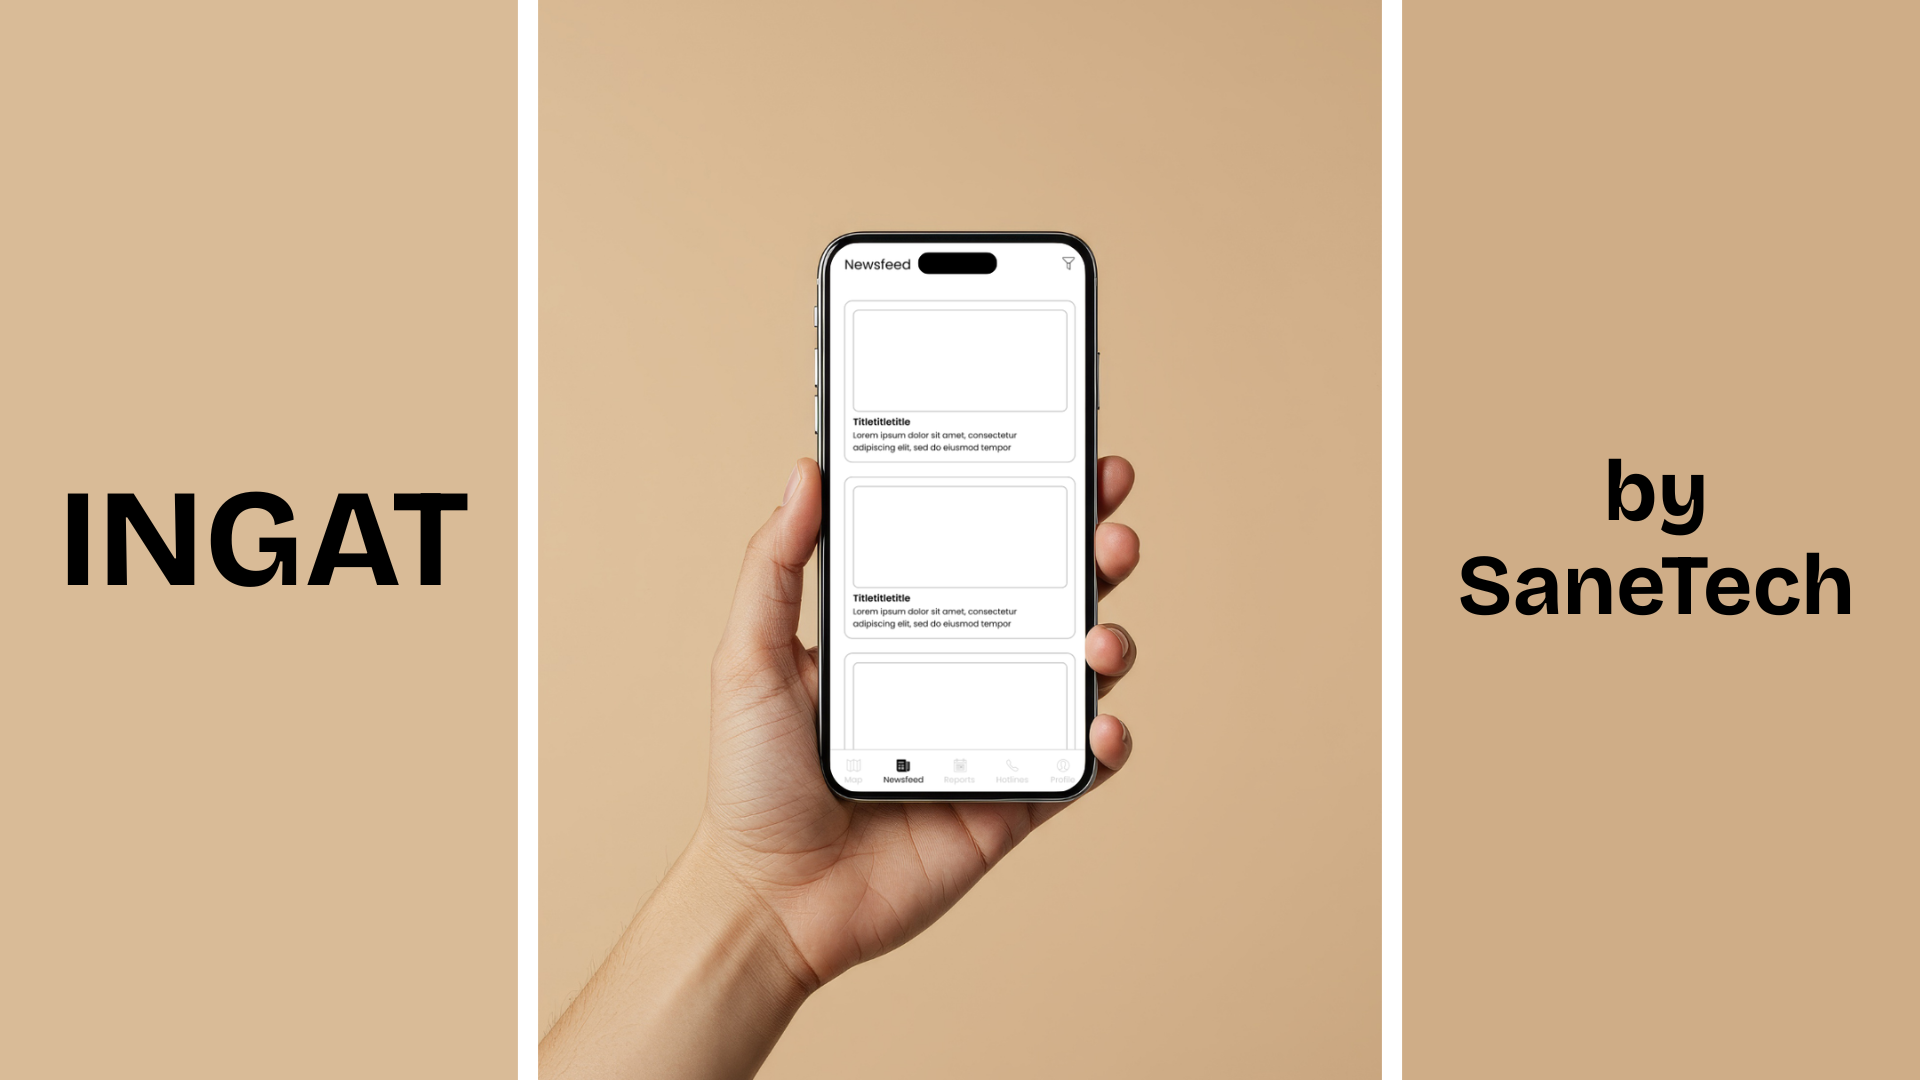 INGAT
Newsfeed
Titletitletitle
Lorem ipsum dolor sit amet, consectetur
adipiscing elit, sed do eiusmod tempor
Titletitletitle
Lorem ipsum dolor sit amet, consectetur
adipiscing elit, sed do eiusmod tempor
Map
Newsfeed
Reports
Hotlines
Profile
by
SaneTech